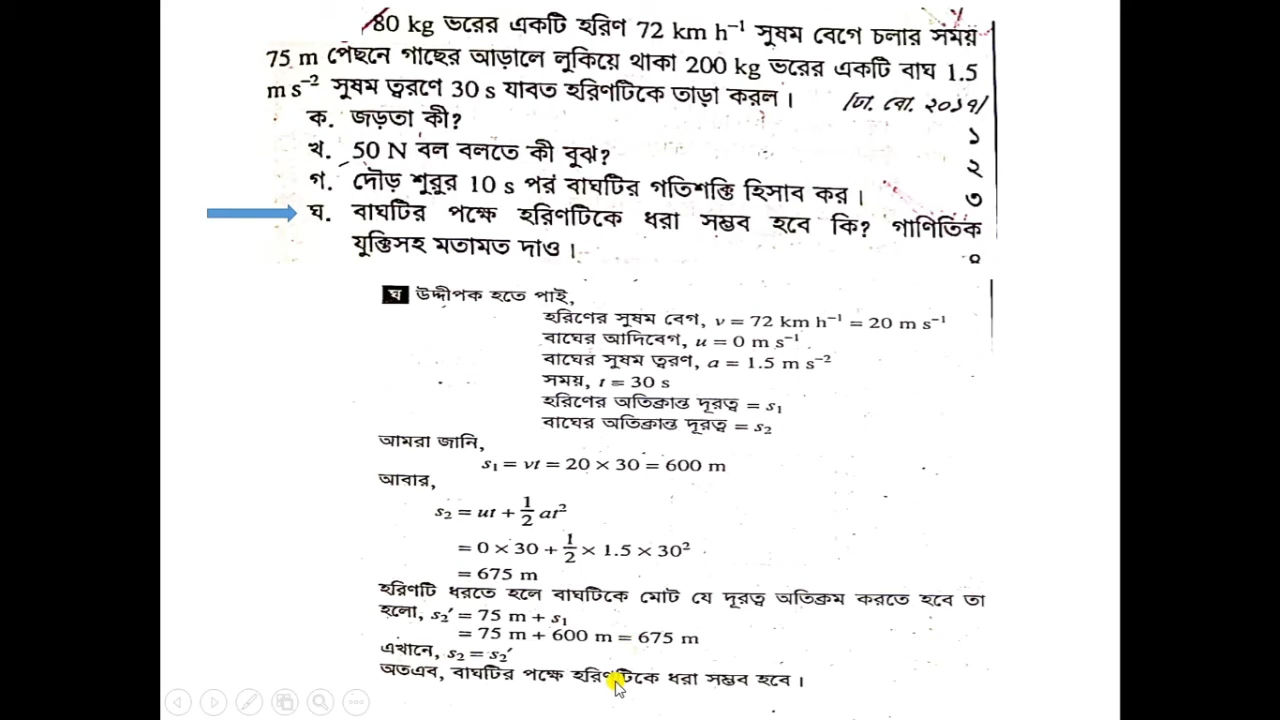 80 kg ভরের একটি হরিণ 72 km h⁻¹ সুষম বেগে চলার সময়
75 m পেছনে গাছের আড়ালে লুকিয়ে থাকা 200 kg ভরের একটি বাঘ 1.5
m s⁻² সুষম ত্বরণে 30 s যাবত হরিণটিকে তাড়া করল। [ঢা. বো. ২০১৭]
ক. জড়তা কী? ১
খ. 50 N বল বলতে কী বুঝ? ২
গ. দৌড় শুরুর 10 s পর বাঘটির গতিশক্তি হিসাব কর। ৩
ঘ. বাঘটির পক্ষে হরিণটিকে ধরা সম্ভব হবে কি? গাণিতিক
যুক্তিসহ মতামত দাও। ৪
ঘ উদ্দীপক হতে পাই,
হরিণের সুষম বেগ, v = 72 km h⁻¹ = 20 m s⁻¹
বাঘের আদিবেগ, u = 0 m s⁻¹
বাঘের সুষম ত্বরণ, a = 1.5 m s⁻²
সময়, t = 30 s
হরিণের অতিক্রান্ত দূরত্ব = s₁
বাঘের অতিক্রান্ত দূরত্ব = s₂
আমরা জানি,
s₁ = vt = 20 × 30 = 600 m
আবার,
s₂ = ut + 1/2 at²
= 0 × 30 + 1/2 × 1.5 × 30²
= 675 m
হরিণটি ধরতে হলে বাঘটিকে মোট যে দূরত্ব অতিক্রম করতে হবে তা
হলো, s₂′ = 75 m + s₁
= 75 m + 600 m = 675 m
এখানে, s₂ = s₂′
অতএব, বাঘটির পক্ষে হরিণটিকে ধরা সম্ভব হবে।